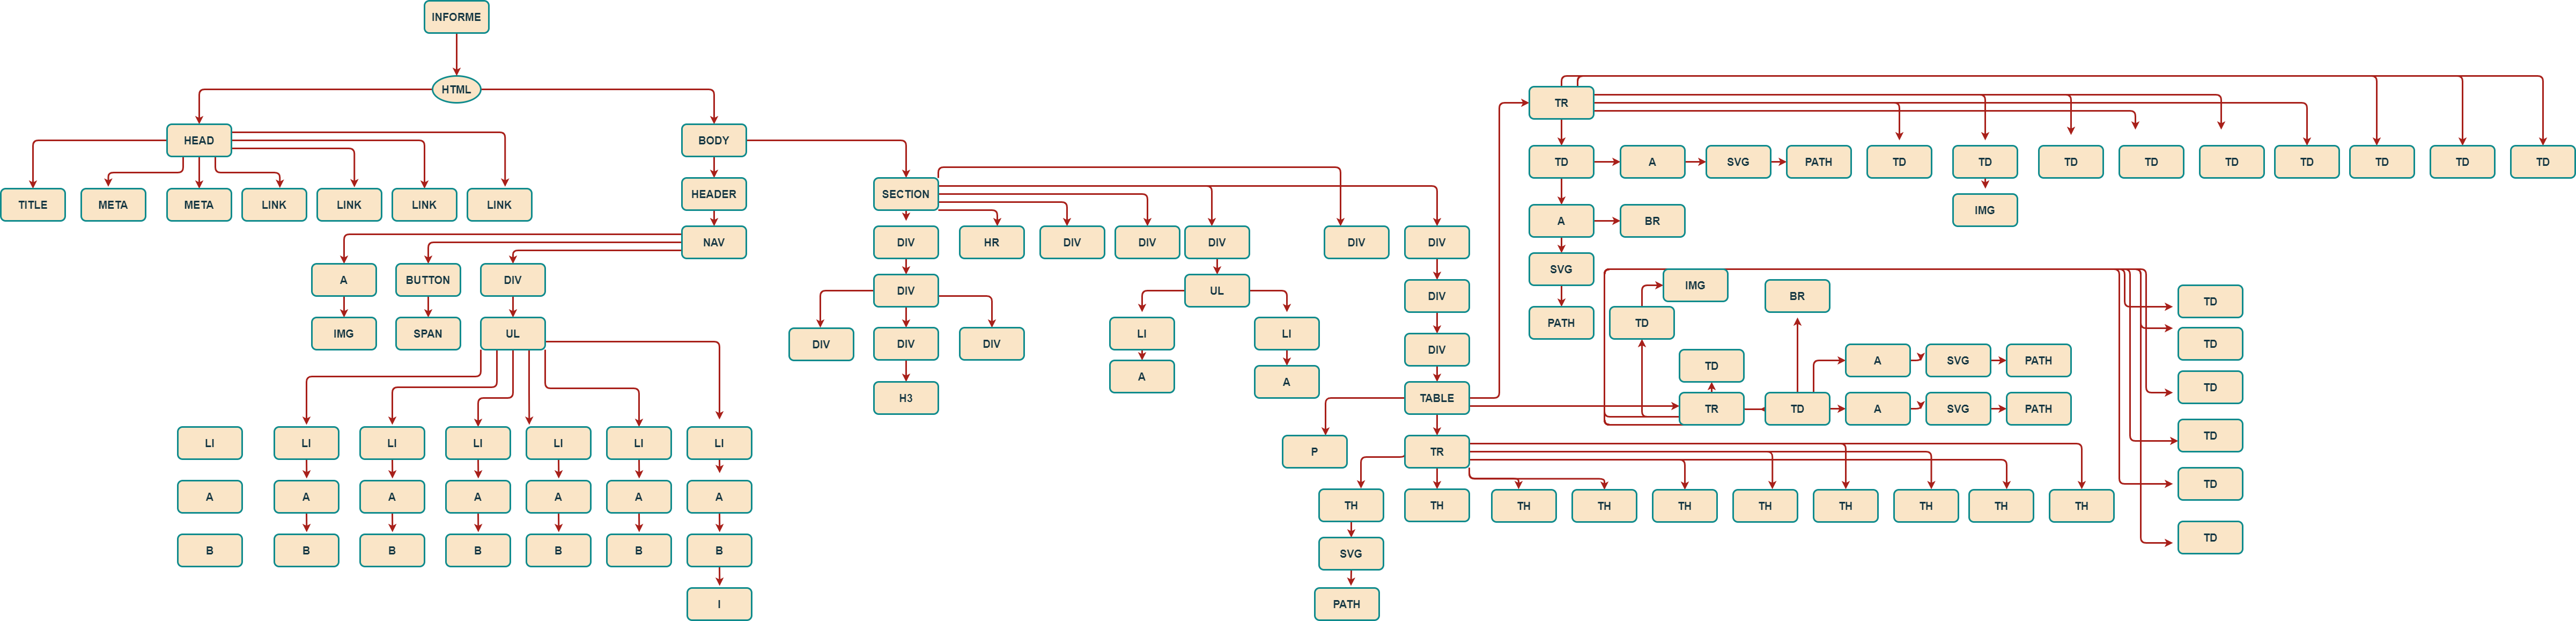 INFORME
HTML
TR
HEAD
BODY
TD
A
SVG
PATH
TD
TD
TD
TD
TD
TD
TD
TD
TD
TITLE
META
META
LINK
LINK
LINK
LINK
HEADER
SECTION
IMG
A
BR
NAV
DIV
HR
DIV
DIV
DIV
DIV
DIV
SVG
A
BUTTON
DIV
DIV
UL
DIV
IMG
BR
TD
PATH
TD
IMG
SPAN
UL
DIV
DIV
DIV
LI
LI
DIV
TD
A
SVG
PATH
TD
A
A
H3
TABLE
TR
TD
A
SVG
PATH
TD
LI
LI
LI
LI
LI
LI
LI
P
TR
TD
A
A
A
A
A
A
A
TH
TH
TH
TH
TH
TH
TH
TH
TH
TH
TD
B
B
B
B
B
B
B
SVG
TD
I
PATH